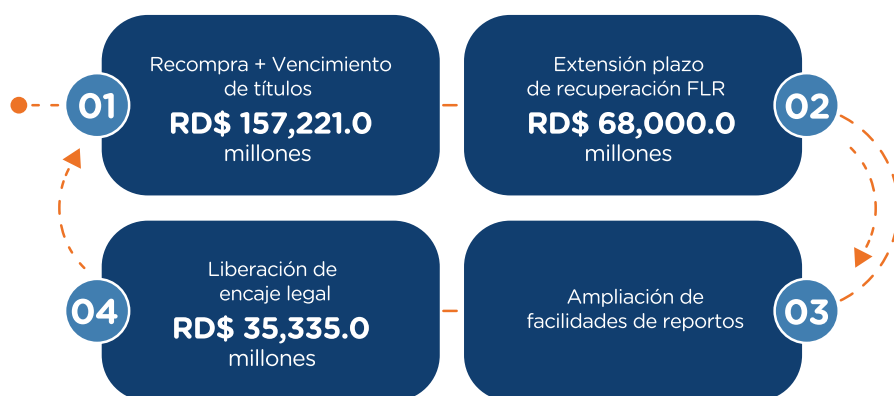 01
Recompra + Vencimiento
de títulos
RD$ 157,221.0
millones
Extensión plazo
de recuperación FLR
RD$ 68,000.0
millones
02
04
Liberación de
encaje legal
RD$ 35,335.0
millones
Ampliación de
facilidades de reportos
03